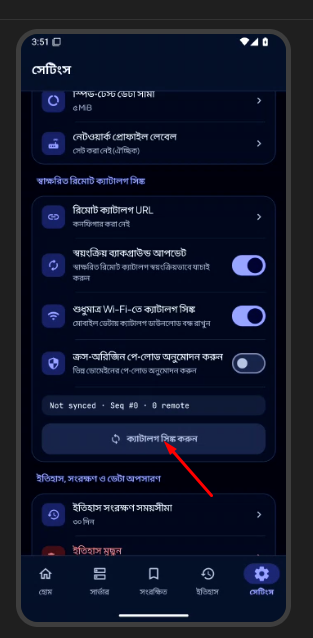 3:51
সেটিংস
স্পিড-টেস্ট ডেটা সীমা
৫ MiB
নেটওয়ার্ক প্রোফাইল লেবেল
সেট করা নেই (ঐচ্ছিক)
স্বাক্ষরিত রিমোট ক্যাটালগ সিঙ্ক
রিমোট ক্যাটালগ URL
কনফিগার করা নেই
স্বয়ংক্রিয় ব্যাকগ্রাউন্ড আপডেট
স্বাক্ষরিত রিমোট ক্যাটালগ স্বয়ংক্রিয়ভাবে যাচাই
করুন
শুধুমাত্র Wi-Fi-তে ক্যাটালগ সিঙ্ক
মোবাইল ডেটায় ক্যাটালগ ডাউনলোড বন্ধ রাখুন
ক্রস-অরিজিন পে-লোড অনুমোদন করুন
ভিন্ন ডোমেইনের পে-লোড অনুমোদন করুন
Not synced · Seq #0 · 0 remote
ক্যাটালগ সিঙ্ক করুন
ইতিহাস, সংরক্ষণ ও ডেটা অপসারণ
ইতিহাস সংরক্ষণ সময়সীমা
৩০ দিন
ইতিহাস মুছুন
হোম
সার্ভার
সংরক্ষিত
ইতিহাস
সেটিংস